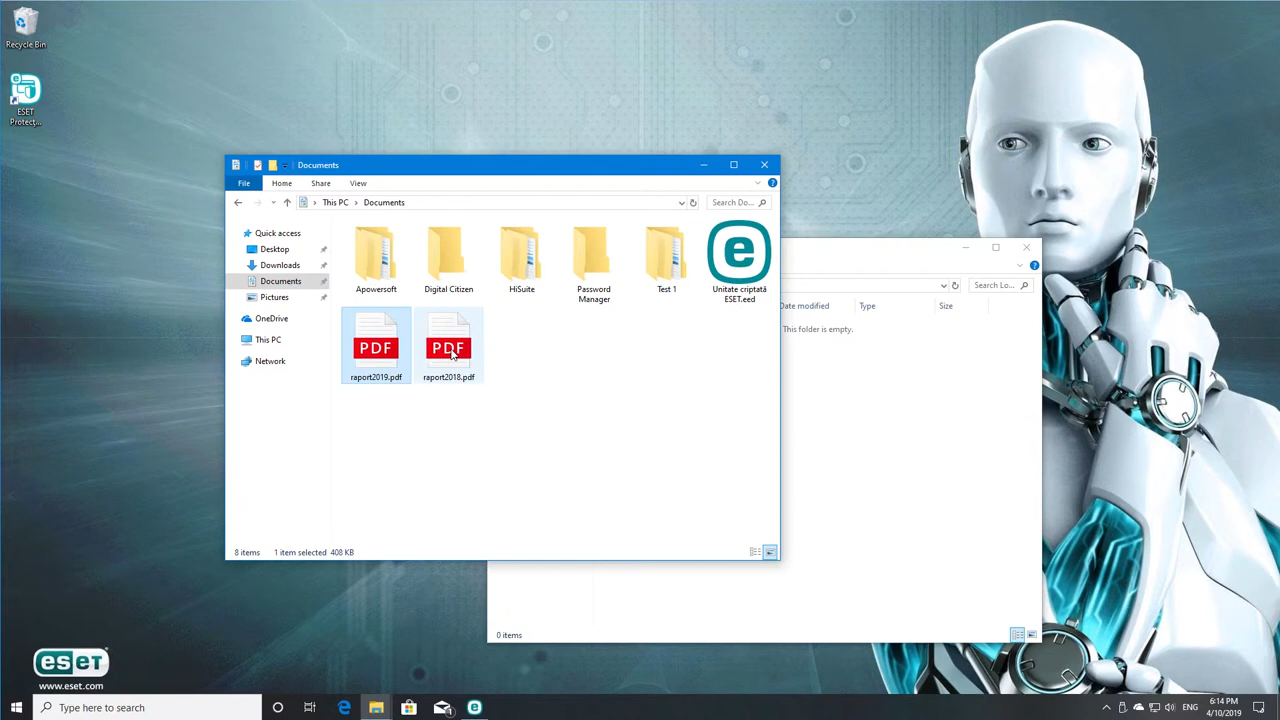 Recycle Bin
ESET
Protecț...
Documents
File
Home
Share
View
This PC
Documents
Search Do...
Quick access
Desktop
Downloads
Documents
Pictures
OneDrive
This PC
Network
Apowersoft
Digital Citizen
HiSuite
Password
Manager
Test 1
e
Unitate criptată
ESET.eed
PDF
raport2019.pdf
PDF
raport2018.pdf
8 items
1 item selected 408 KB
Search Lo...
Date modified
Type
Size
This folder is empty.
0 items
eset
www.eset.com
Type here to search
ENG
6:14 PM
4/10/2019